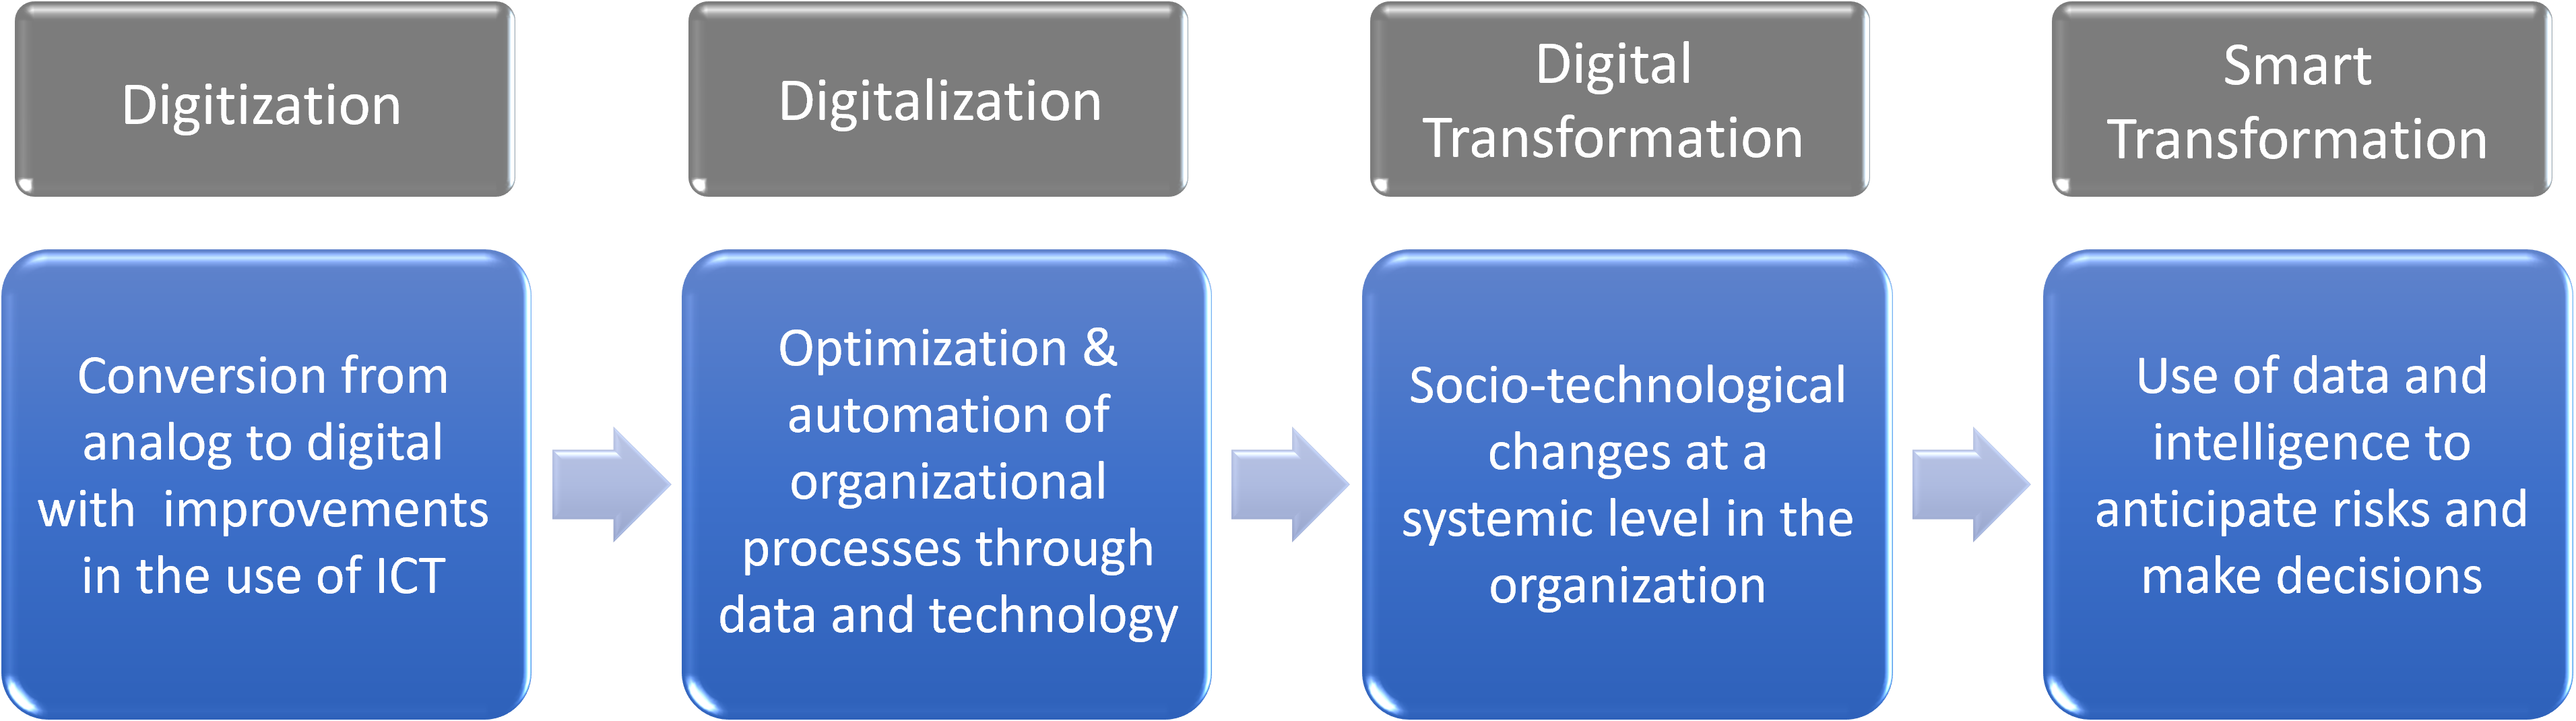 Digitization
Digitalization
Digital
Transformation
Smart
Transformation
Conversion from
analog to digital
with  improvements
in the use of ICT
Optimization &
automation of
organizational
processes through
data and technology
Socio-technological
changes at a
systemic level in the
organization
Use of data and
intelligence to
anticipate risks and
make decisions